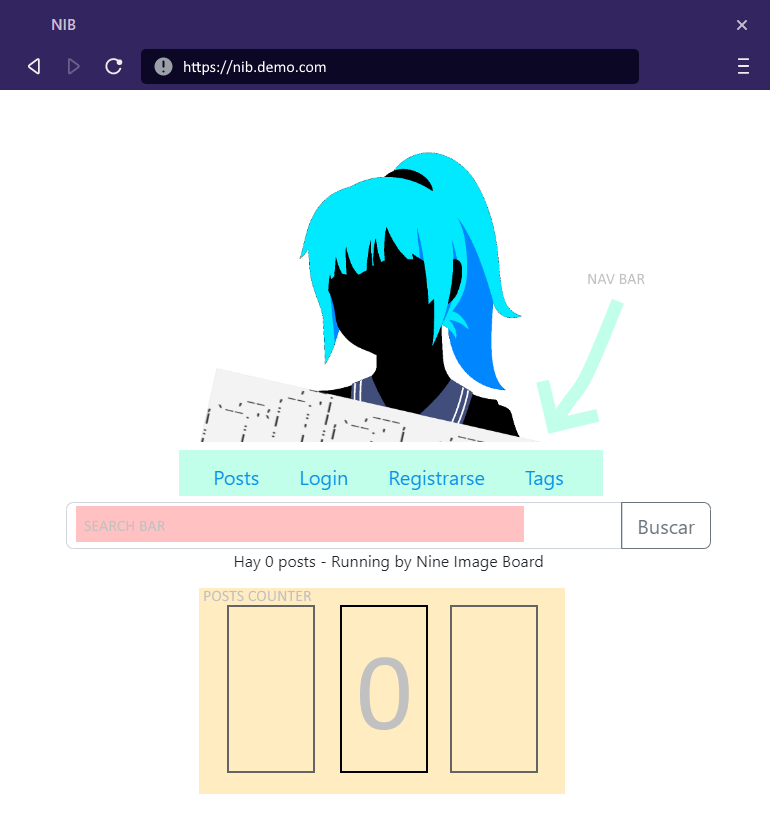 NIB
https://nib.demo.com
NAV BAR
Posts Login Registrarse Tags
SEARCH BAR
Buscar
Hay 0 posts - Running by Nine Image Board
POSTS COUNTER
0